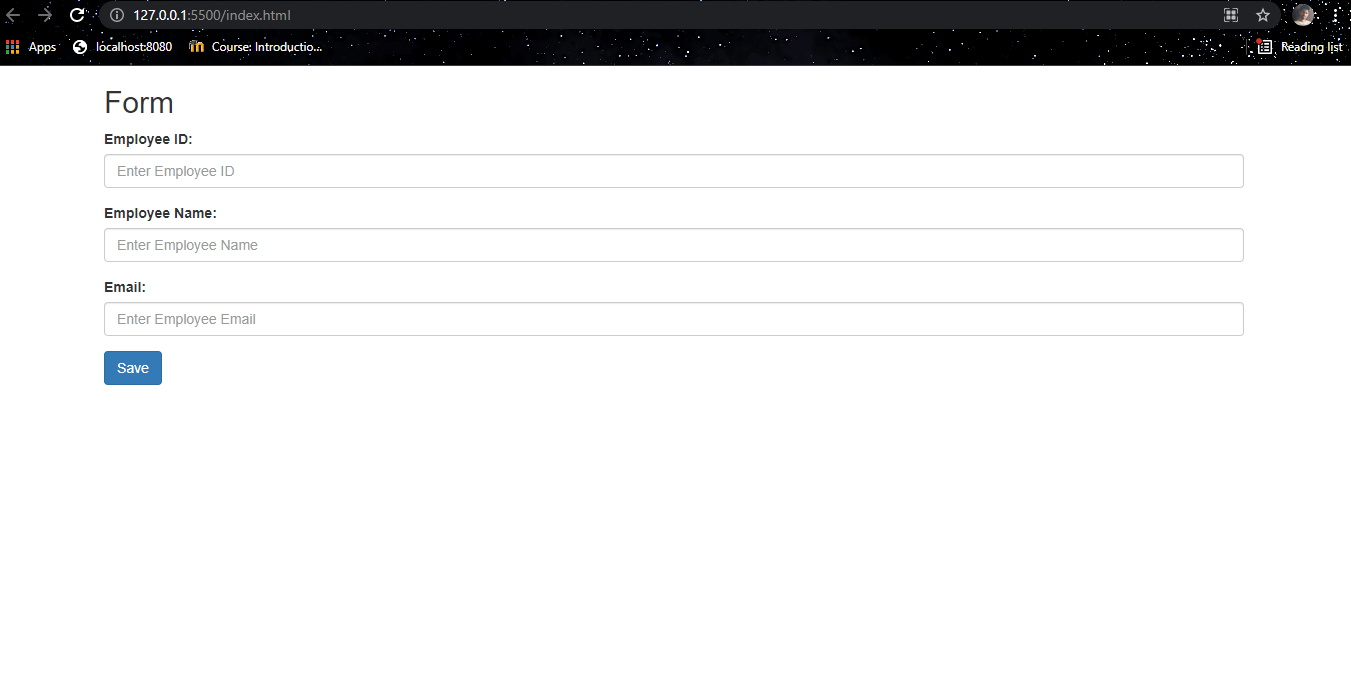 127.0.0.1:5500/index.html
Apps localhost:8080 Course: Introductio... Reading list
Form
Employee ID:
Enter Employee ID
Employee Name:
Enter Employee Name
Email:
Enter Employee Email
Save